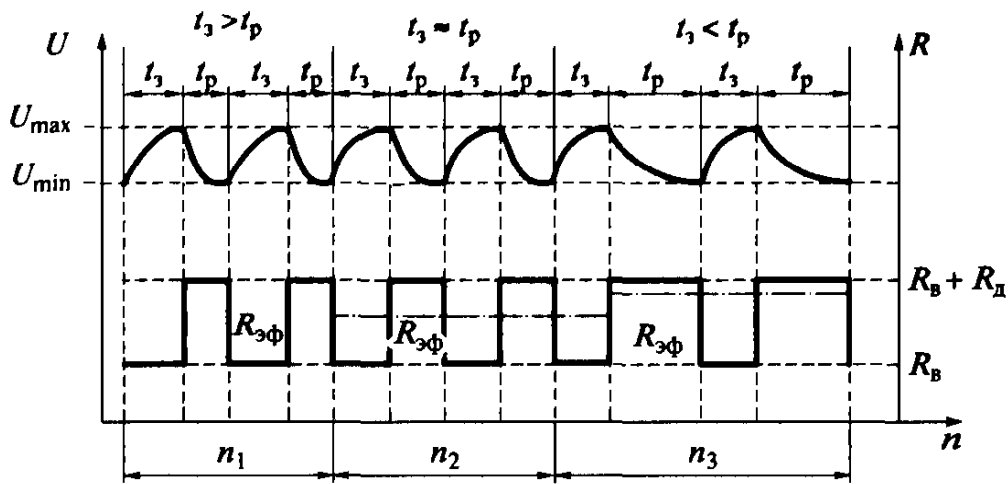 t₃ > tₚ t₃ ≈ tₚ t₃ < tₚ
U R
t₃ tₚ t₃ tₚ t₃ tₚ t₃ tₚ t₃ tₚ t₃ tₚ
U_max
U_min
R_в + R_д
R_эф R_эф R_эф
R_в
n
n₁ n₂ n₃